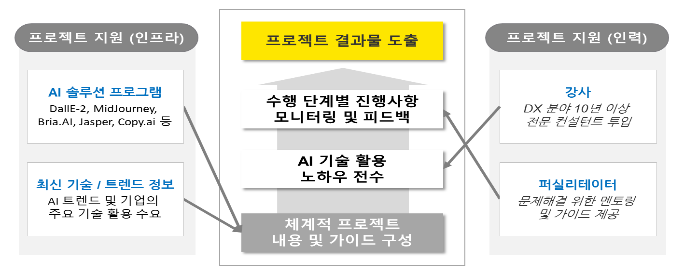 프로젝트 지원 (인프라)
AI 솔루션 프로그램
DallE-2, MidJourney,
Bria.AI, Jasper, Copy.ai 등
최신 기술 / 트렌드 정보
AI 트렌드 및 기업의
주요 기술 활용 수요
프로젝트 결과물 도출
수행 단계별 진행사항
모니터링 및 피드백
AI 기술 활용
노하우 전수
체계적 프로젝트
내용 및 가이드 구성
프로젝트 지원 (인력)
강사
DX 분야 10년 이상
전문 컨설턴트 투입
퍼실리테이터
문제해결 위한 멘토링
및 가이드 제공